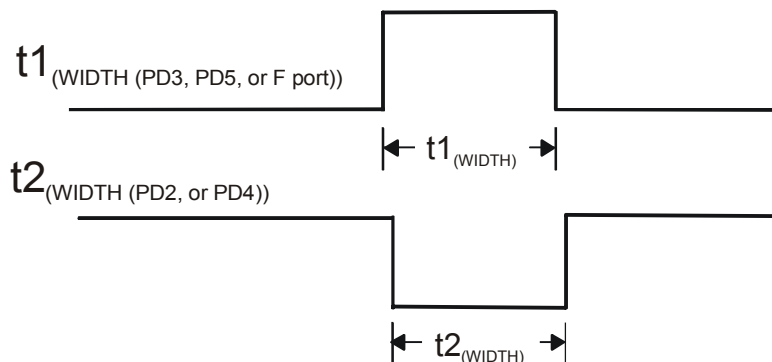 t1(WIDTH (PD3, PD5, or F port))
t1(WIDTH)
t2(WIDTH (PD2, or PD4))
t2(WIDTH)